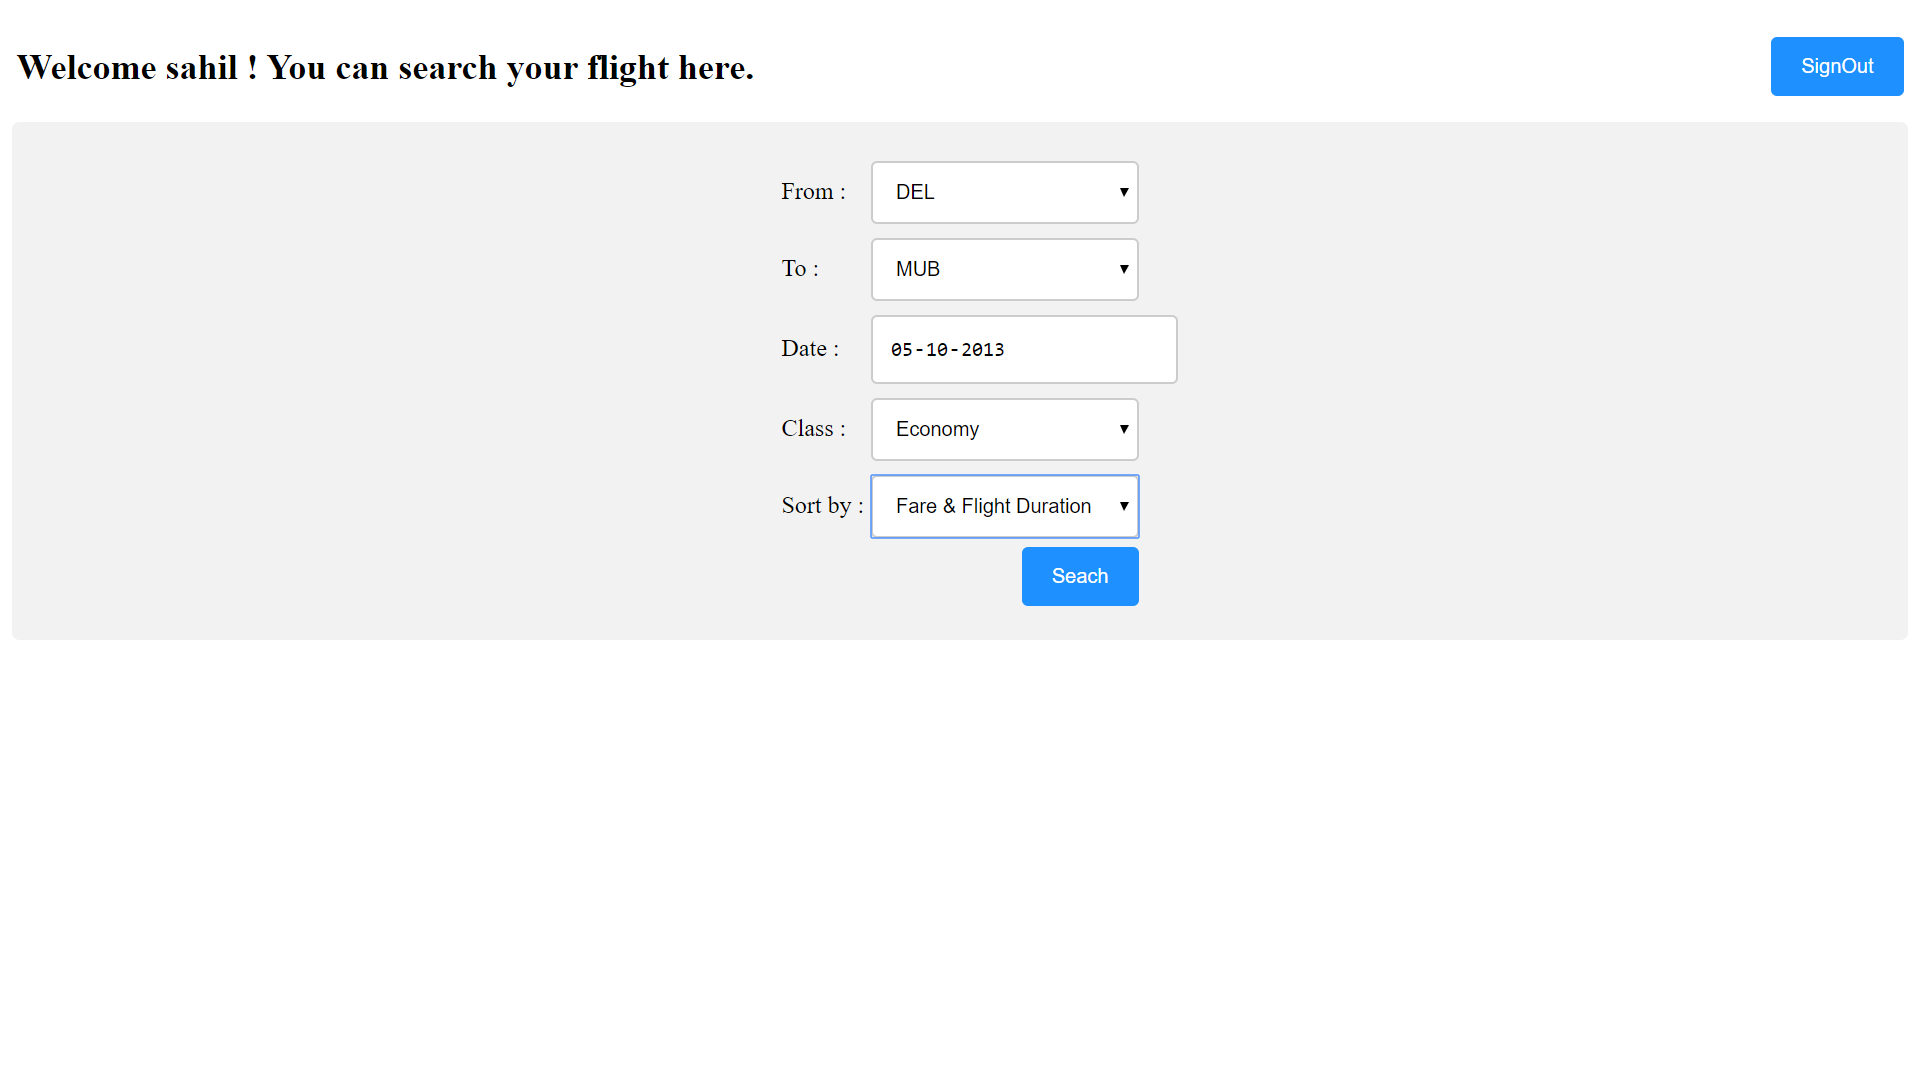 Welcome sahil ! You can search your flight here.
SignOut
From : DEL
To : MUB
Date : 05-10-2013
Class : Economy
Sort by : Fare & Flight Duration
Seach